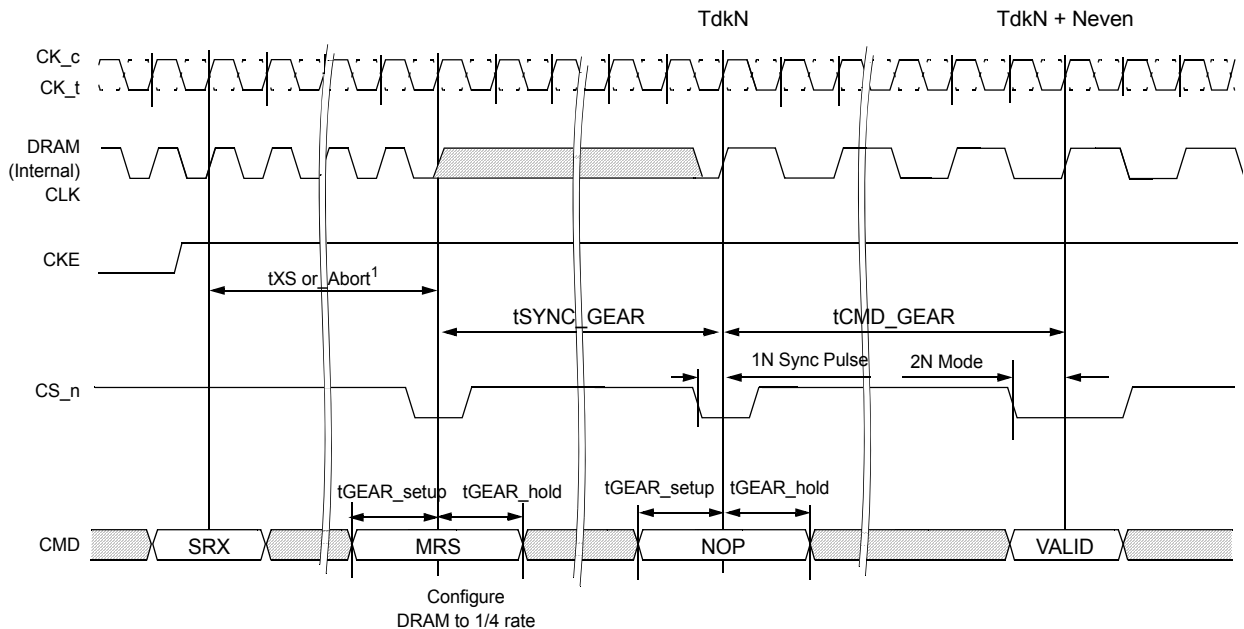 TdkN
TdkN + Neven
CK_c
CK_t
DRAM
(Internal)
CLK
CKE
tXS or_Abort1
tSYNC_GEAR
tCMD_GEAR
1N Sync Pulse
2N Mode
CS_n
tGEAR_setup
tGEAR_hold
tGEAR_setup
tGEAR_hold
CMD
SRX
MRS
NOP
VALID
Configure
DRAM to 1/4 rate